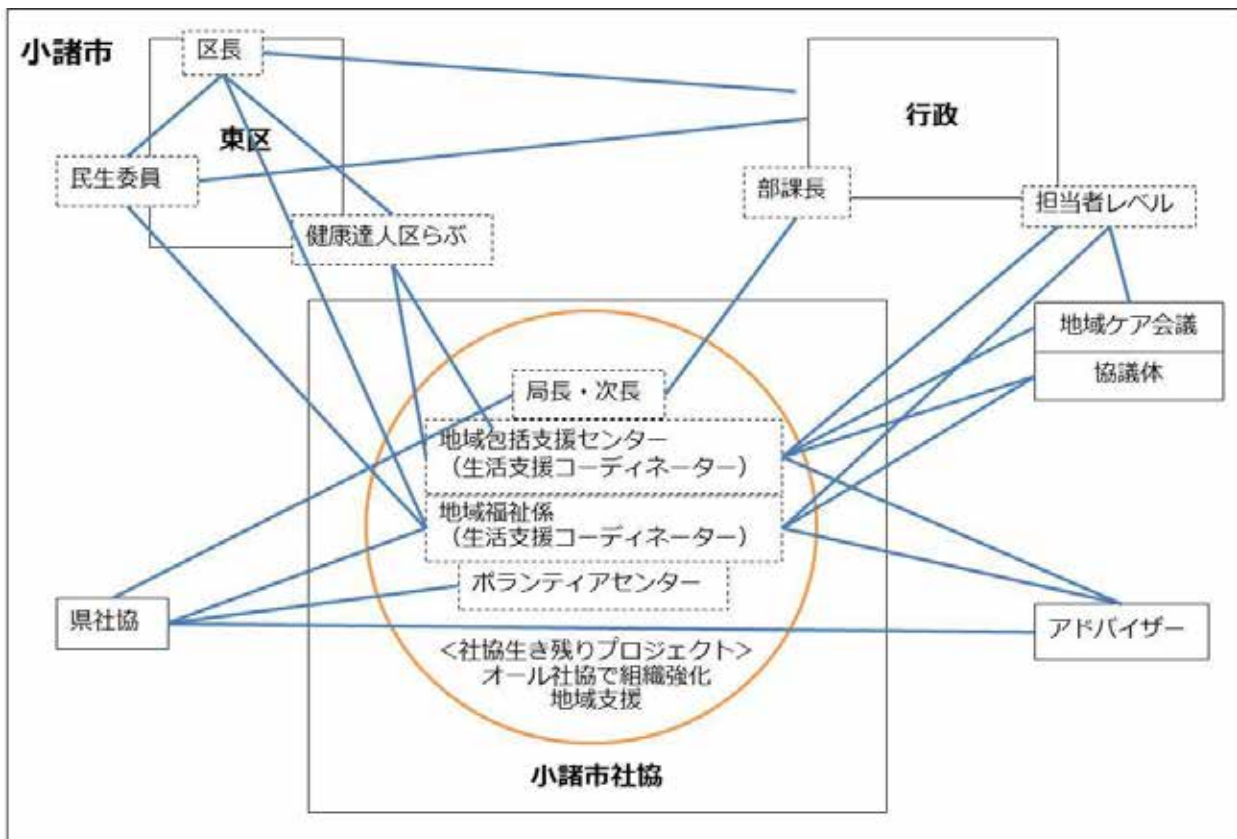 小諸市
区長
東区
行政
民生委員
部課長
担当者レベル
健康達人区らぶ
地域ケア会議
協議体
局長・次長
地域包括支援センター
（生活支援コーディネーター）
地域福祉係
（生活支援コーディネーター）
ボランティアセンター
県社協
アドバイザー
＜社協生き残りプロジェクト＞
オール社協で組織強化
地域支援
小諸市社協